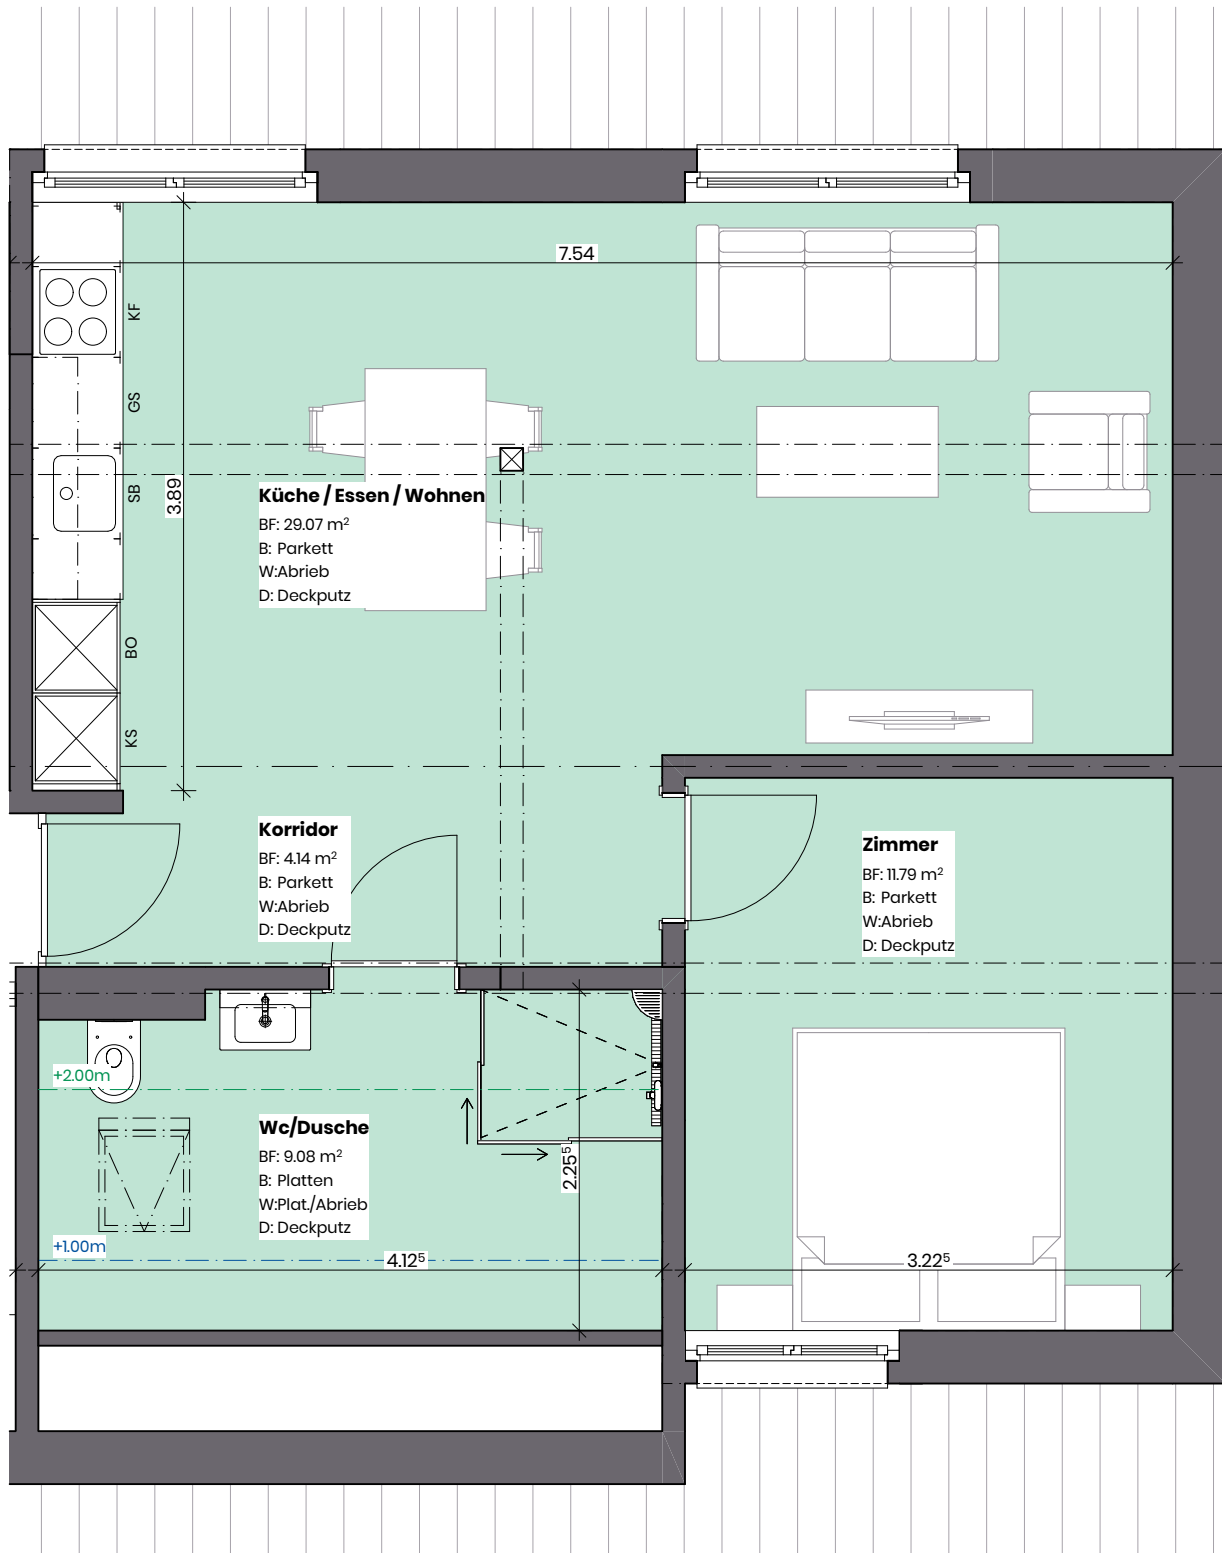 7.54
KF
GS
SB
3.89
BO
KS
Küche / Essen / Wohnen
BF: 29.07 m²
B: Parkett
W:Abrieb
D: Deckputz
Korridor
BF: 4.14 m²
B: Parkett
W:Abrieb
D: Deckputz
Zimmer
BF: 11.79 m²
B: Parkett
W:Abrieb
D: Deckputz
+2.00m
Wc/Dusche
BF: 9.08 m²
B: Platten
W:Plat./Abrieb
D: Deckputz
2.25⁵
+1.00m
4.12⁵
3.22⁵